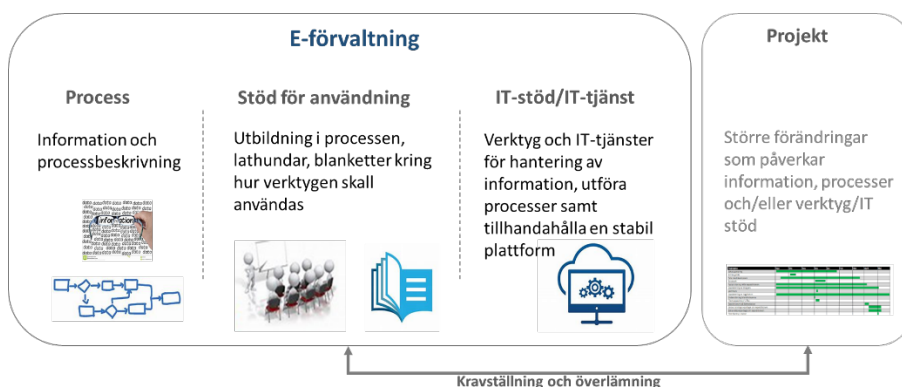 E-förvaltning
Projekt
Process
Information och
processbeskrivning
Stöd för användning
Utbildning i processen,
lathundar, blanketter kring
hur verktygen skall
användas
IT-stöd/IT-tjänst
Verktyg och IT-tjänster
för hantering av
information, utföra
processer samt
tillhandahålla en stabil
plattform
Större förändringar
som påverkar
information, processer
och/eller verktyg/IT
stöd
Kravställning och överlämning